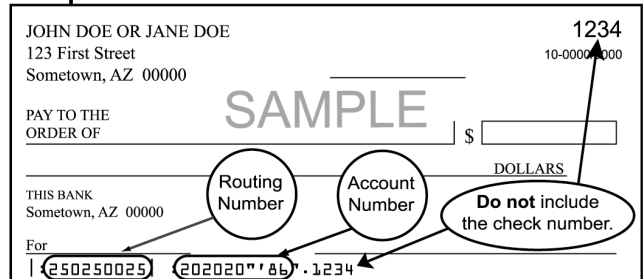 JOHN DOE OR JANE DOE
1234
123 First Street
10-0000/0000
Sometown, AZ 00000
SAMPLE
PAY TO THE
ORDER OF
$
DOLLARS
Routing
Number
Account
Number
Do not include
the check number.
THIS BANK
Sometown, AZ 00000
For
250250025 202020"'86".1234